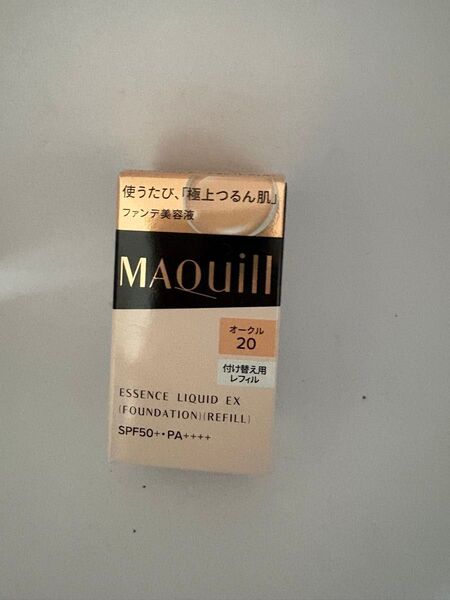 使うたび、「極上つるん肌」
ファンデ美容液
MAQuill
オークル
20
付け替え用
レフィル
ESSENCE LIQUID EX
(FOUNDATION)(REFILL)
SPF50+・PA++++